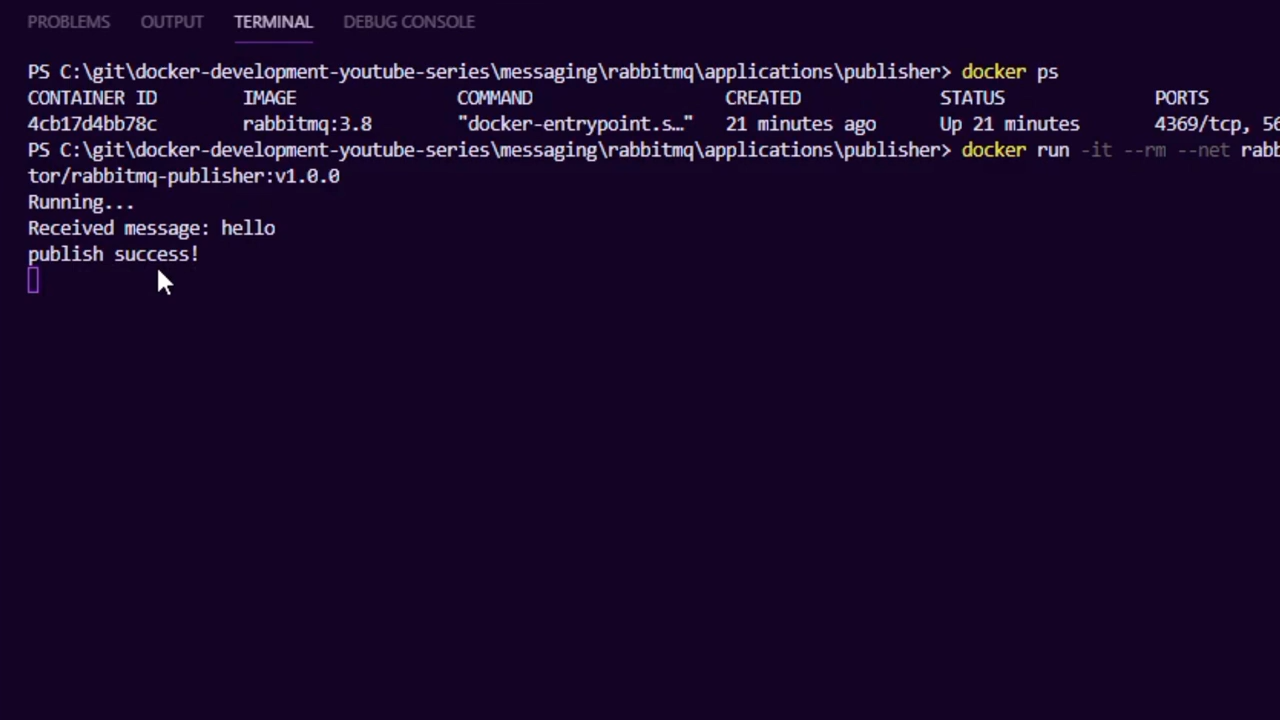 PROBLEMS OUTPUT TERMINAL DEBUG CONSOLE
PS C:\git\docker-development-youtube-series\messaging\rabbitmq\applications\publisher> docker ps
CONTAINER ID IMAGE COMMAND CREATED STATUS PORTS
4cb17d4bb78c rabbitmq:3.8 "docker-entrypoint.s…" 21 minutes ago Up 21 minutes 4369/tcp, 56
PS C:\git\docker-development-youtube-series\messaging\rabbitmq\applications\publisher> docker run -it --rm --net rabb
tor/rabbitmq-publisher:v1.0.0
Running...
Received message: hello
publish success!